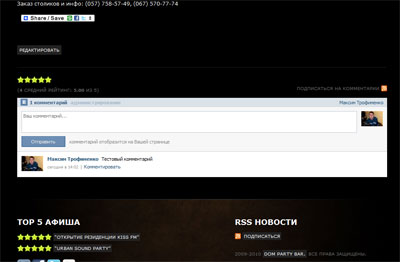 Заказ столиков и инфо: (057) 758-57-49, (067) 570-77-74
Share / Save
РЕДАКТИРОВАТЬ
(4 СРЕДНИЙ РЕЙТИНГ: 5.00 ИЗ 5)
ПОДПИСАТЬСЯ НА КОММЕНТАРИИ
В 1 комментарий администрирование
Максим Трофименко
Ваш комментарий...
Отправить
комментарий отобразится на Вашей странице
Максим Трофименко Тестовый комментарий
сегодня в 14:02 | Комментировать
TOP 5 АФИША
"ОТКРЫТИЕ РЕЗИДЕНЦИИ KISS FM"
"URBAN SOUND PARTY"
RSS НОВОСТИ
ПОДПИСАТЬСЯ
2009-2010 DOM PARTY BAR. ВСЕ ПРАВА ЗАЩИЩЕНЫ.